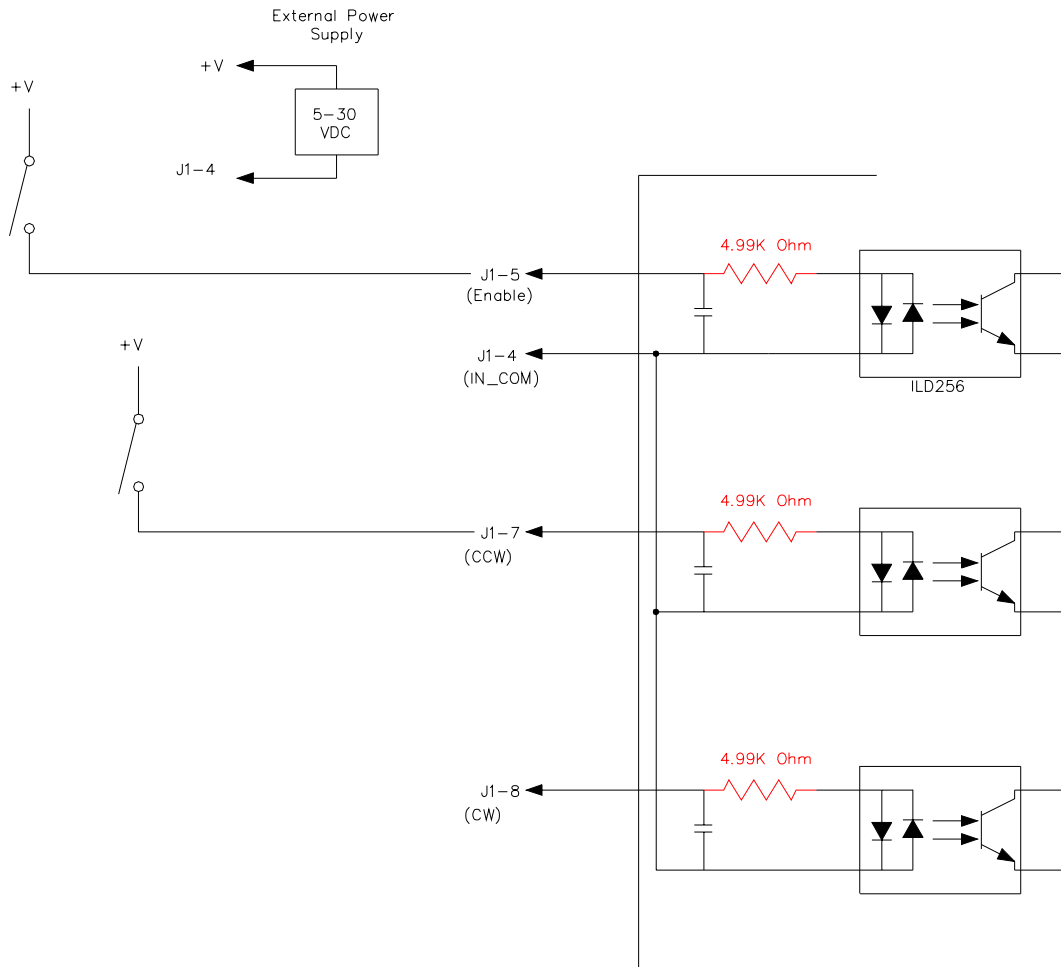 External Power
Supply
+V
+V
5-30
VDC
J1-4
4.99K Ohm
J1-5
(Enable)
+V
J1-4
(IN_COM)
ILD256
4.99K Ohm
J1-7
(CCW)
4.99K Ohm
J1-8
(CW)